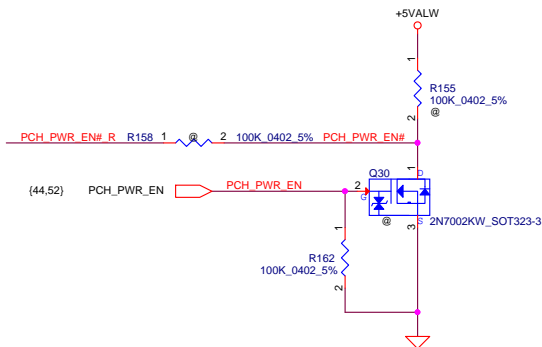 +5VALW
1
R155
100K_0402_5%
2
@
PCH_PWR_EN#_R R158 1 @ 2 100K_0402_5% PCH_PWR_EN#
Q30 1 D
{44,52} PCH_PWR_EN PCH_PWR_EN 2 G
@ 3 S 2N7002KW_SOT323-3
1
R162
100K_0402_5%
2